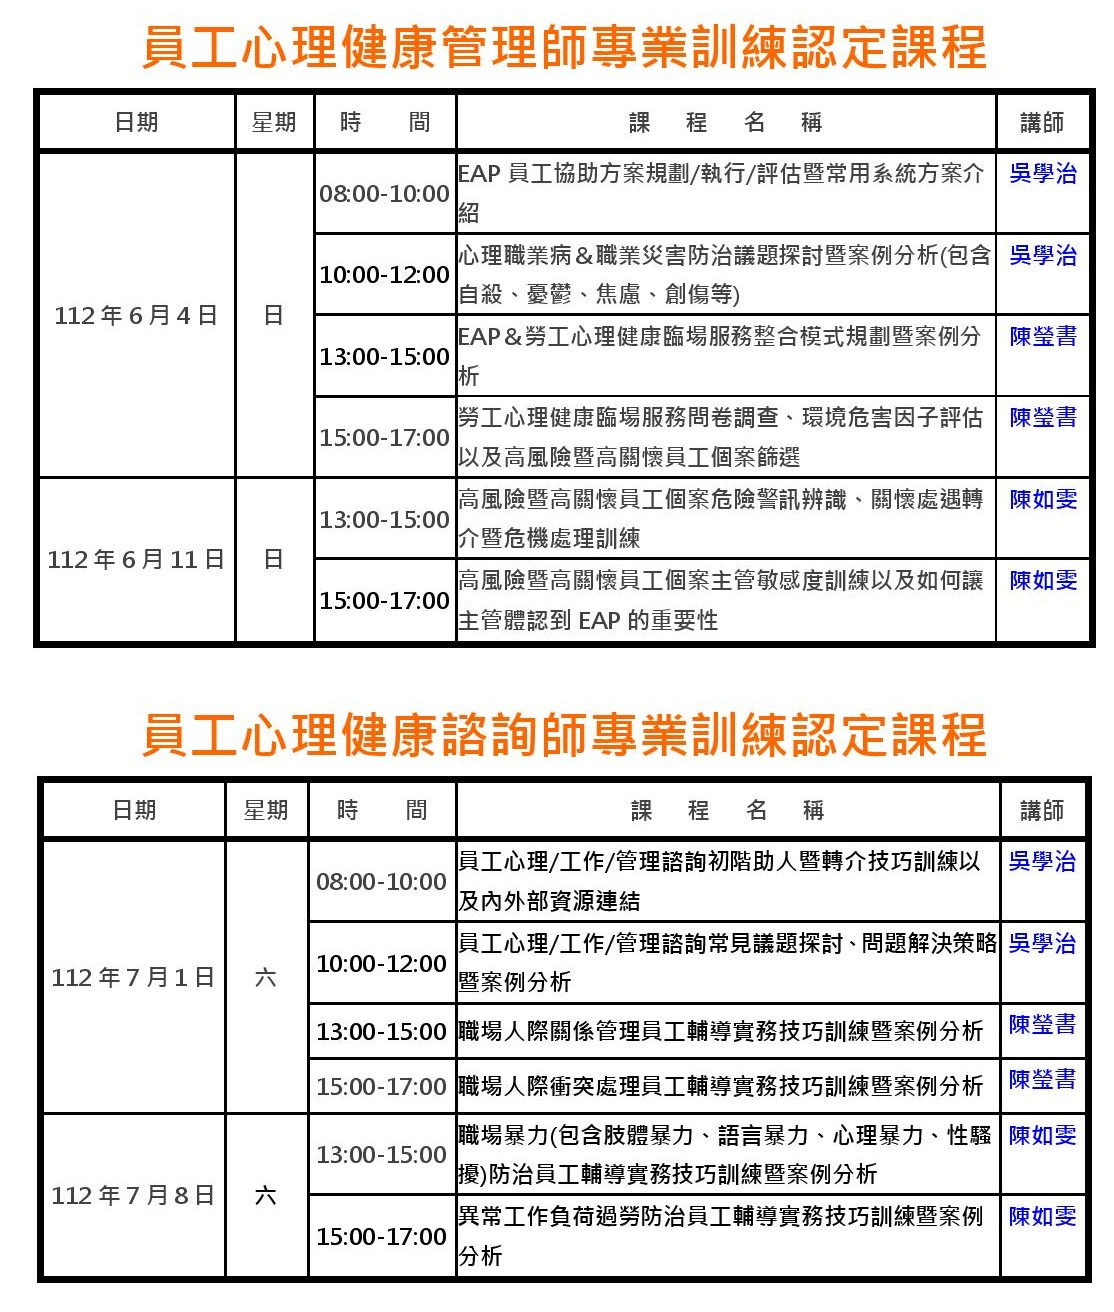 員工心理健康管理師專業訓練認定課程
日期 星期 時 間 課 程 名 稱 講師
112 年 6 月 4 日 日
08:00-10:00 EAP 員工協助方案規劃/執行/評估暨常用系統方案介 吳學治
紹
10:00-12:00 心理職業病＆職業災害防治議題探討暨案例分析(包含 吳學治
自殺、憂鬱、焦慮、創傷等)
13:00-15:00 EAP＆勞工心理健康臨場服務整合模式規劃暨案例分 陳瑩書
析
15:00-17:00 勞工心理健康臨場服務問卷調查、環境危害因子評估 陳瑩書
以及高風險暨高關懷員工個案篩選
112 年 6 月 11 日 日
13:00-15:00 高風險暨高關懷員工個案危險警訊辨識、關懷處遇轉 陳如雯
介暨危機處理訓練
15:00-17:00 高風險暨高關懷員工個案主管敏感度訓練以及如何讓 陳如雯
主管體認到 EAP 的重要性
員工心理健康諮詢師專業訓練認定課程
日期 星期 時 間 課 程 名 稱 講師
112 年 7 月 1 日 六
08:00-10:00 員工心理/工作/管理諮詢初階助人暨轉介技巧訓練以 吳學治
及內外部資源連結
10:00-12:00 員工心理/工作/管理諮詢常見議題探討、問題解決策略 吳學治
暨案例分析
13:00-15:00 職場人際關係管理員工輔導實務技巧訓練暨案例分析 陳瑩書
15:00-17:00 職場人際衝突處理員工輔導實務技巧訓練暨案例分析 陳瑩書
112 年 7 月 8 日 六
13:00-15:00 職場暴力(包含肢體暴力、語言暴力、心理暴力、性騷 陳如雯
擾)防治員工輔導實務技巧訓練暨案例分析
15:00-17:00 異常工作負荷過勞防治員工輔導實務技巧訓練暨案例 陳如雯
分析